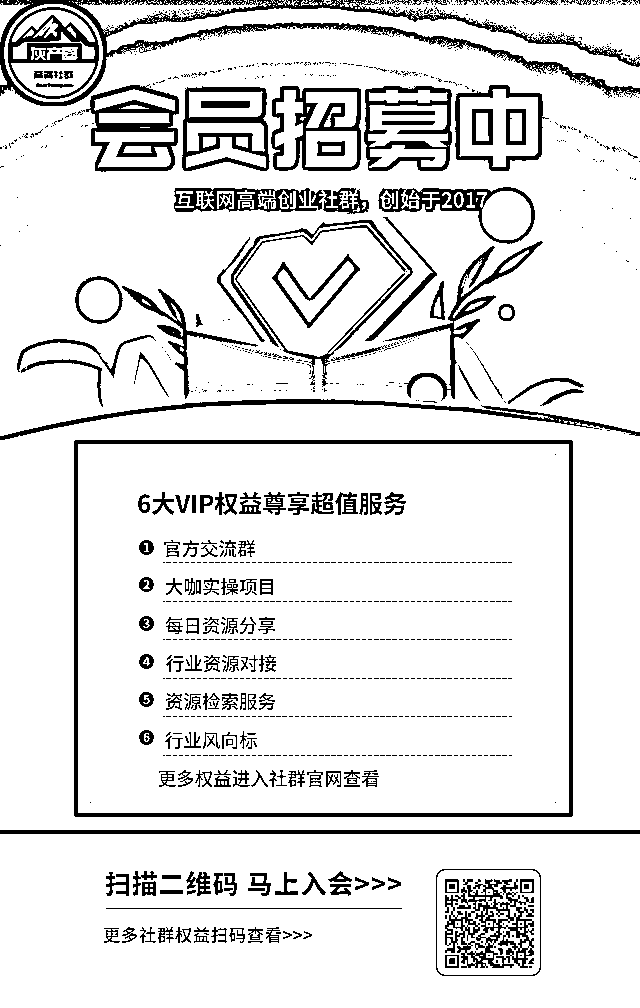 灰产圈
高端社群
会员招募中
互联网高端创业社群，创始于2017
6大VIP权益尊享超值服务
❶ 官方交流群
❷ 大咖实操项目
❸ 每日资源分享
❹ 行业资源对接
❺ 资源检索服务
❻ 行业风向标
更多权益进入社群官网查看
扫描二维码 马上入会>>>
更多社群权益扫码查看>>>